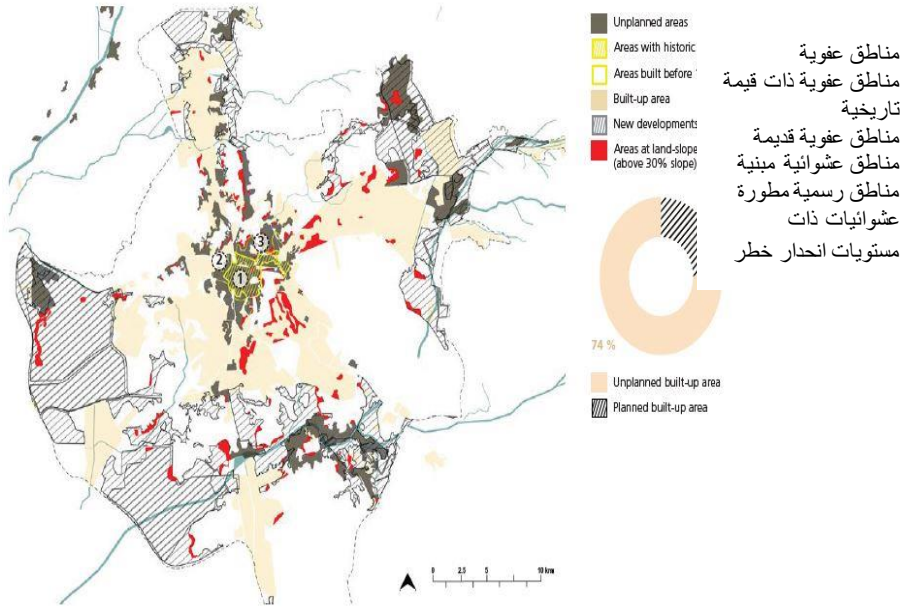 Unplanned areas
Areas with historic
Areas built before
Built-up area
New developments
Areas at land-slope
(above 30% slope)
مناطق عفوية
مناطق عفوية ذات قيمة
تاريخية
مناطق عفوية قديمة
مناطق عشوائية مبنية
مناطق رسمية مطورة
عشوائيات ذات
مستويات انحدار خطر
3
2
1
74 %
Unplanned built-up area
Planned built-up area
0 2.5 5 10 km